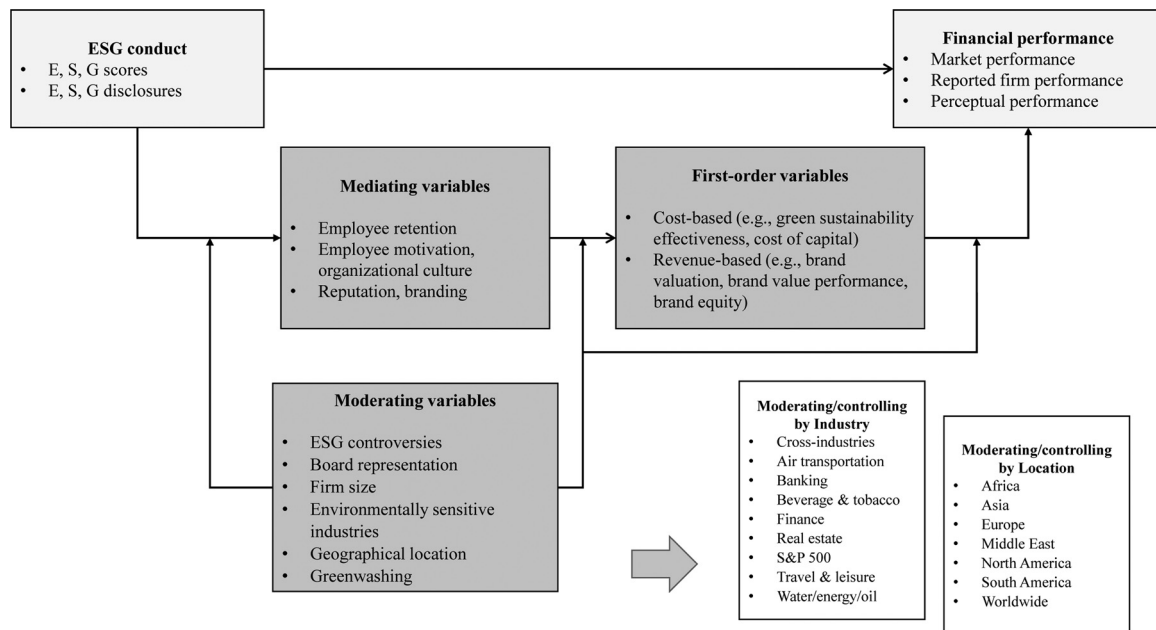 ESG conduct
• E, S, G scores
• E, S, G disclosures
Financial performance
• Market performance
• Reported firm performance
• Perceptual performance
Mediating variables
• Employee retention
• Employee motivation,
organizational culture
• Reputation, branding
First-order variables
• Cost-based (e.g., green sustainability
effectiveness, cost of capital)
• Revenue-based (e.g., brand
valuation, brand value performance,
brand equity)
Moderating variables
• ESG controversies
• Board representation
• Firm size
• Environmentally sensitive
industries
• Geographical location
• Greenwashing
Moderating/controlling
by Industry
• Cross-industries
• Air transportation
• Banking
• Beverage & tobacco
• Finance
• Real estate
• S&P 500
• Travel & leisure
• Water/energy/oil
Moderating/controlling
by Location
• Africa
• Asia
• Europe
• Middle East
• North America
• South America
• Worldwide